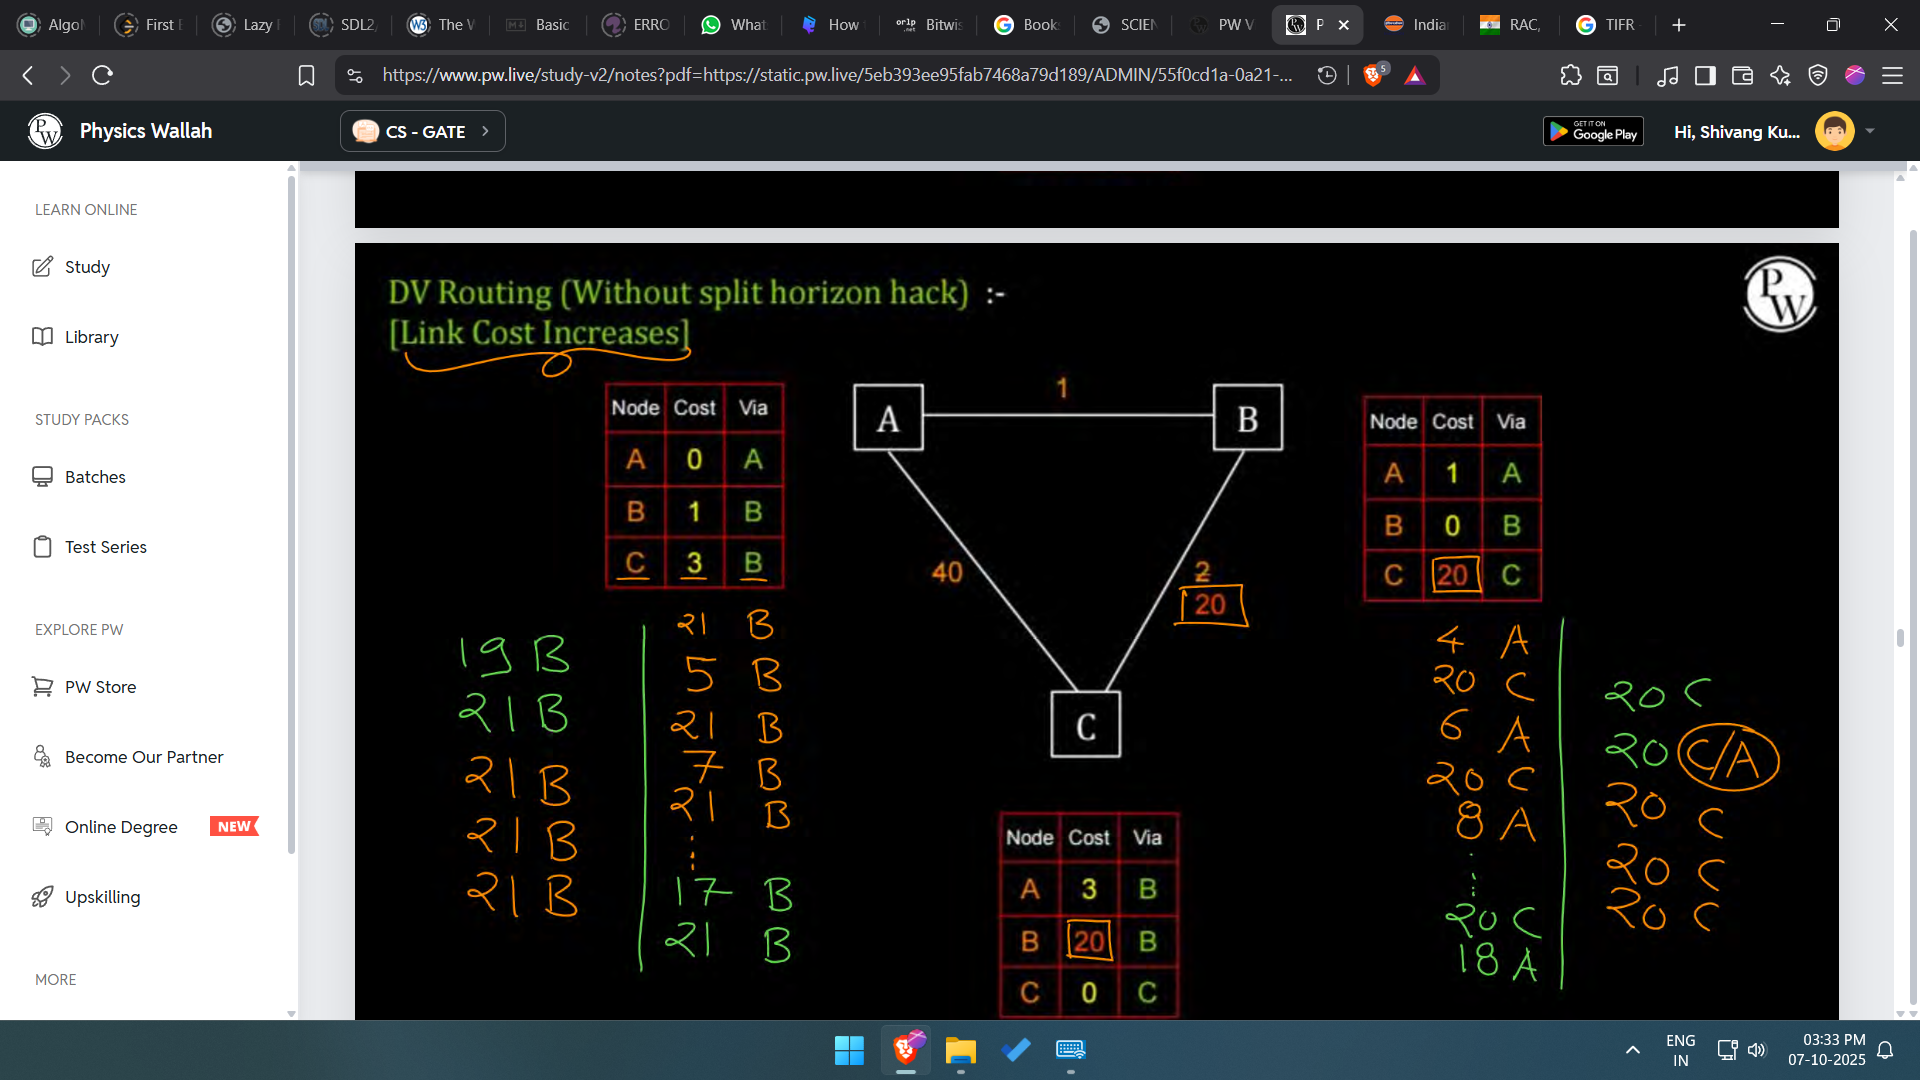 Algo
First
Lazy
SDL2
The W
Basic
ERRO
What
How
Bitwis
Book
SCIEN
PW V
P
India
RAC,
TIFR
https://www.pw.live/study-v2/notes?pdf=https://static.pw.live/5eb393ee95fab7468a79d189/ADMIN/55f0cd1a-0a21-...
5
Physics Wallah
CS - GATE
GET IT ON
Google Play
Hi, Shivang Ku...
LEARN ONLINE
Study
Library
STUDY PACKS
Batches
Test Series
EXPLORE PW
PW Store
Become Our Partner
Online Degree NEW
Upskilling
MORE
DV Routing (Without split horizon hack) :-
[Link Cost Increases]
PW
Node Cost Via
A 0 A
B 1 B
C 3 B
A
1
B
40
2
20
C
Node Cost Via
A 1 A
B 0 B
C 20 C
19 B
21 B
21 B
21 B
21 B
21 B
5 B
21 B
7 B
21 B
⋮
17 B
21 B
Node Cost Via
A 3 B
B 20 B
C 0 C
4 A
20 C
6 A
20 C
8 A
⋮
20 C
18 A
20 C
20 C/A
20 C
20 C
20 C
ENG
IN
03:33 PM
07-10-2025